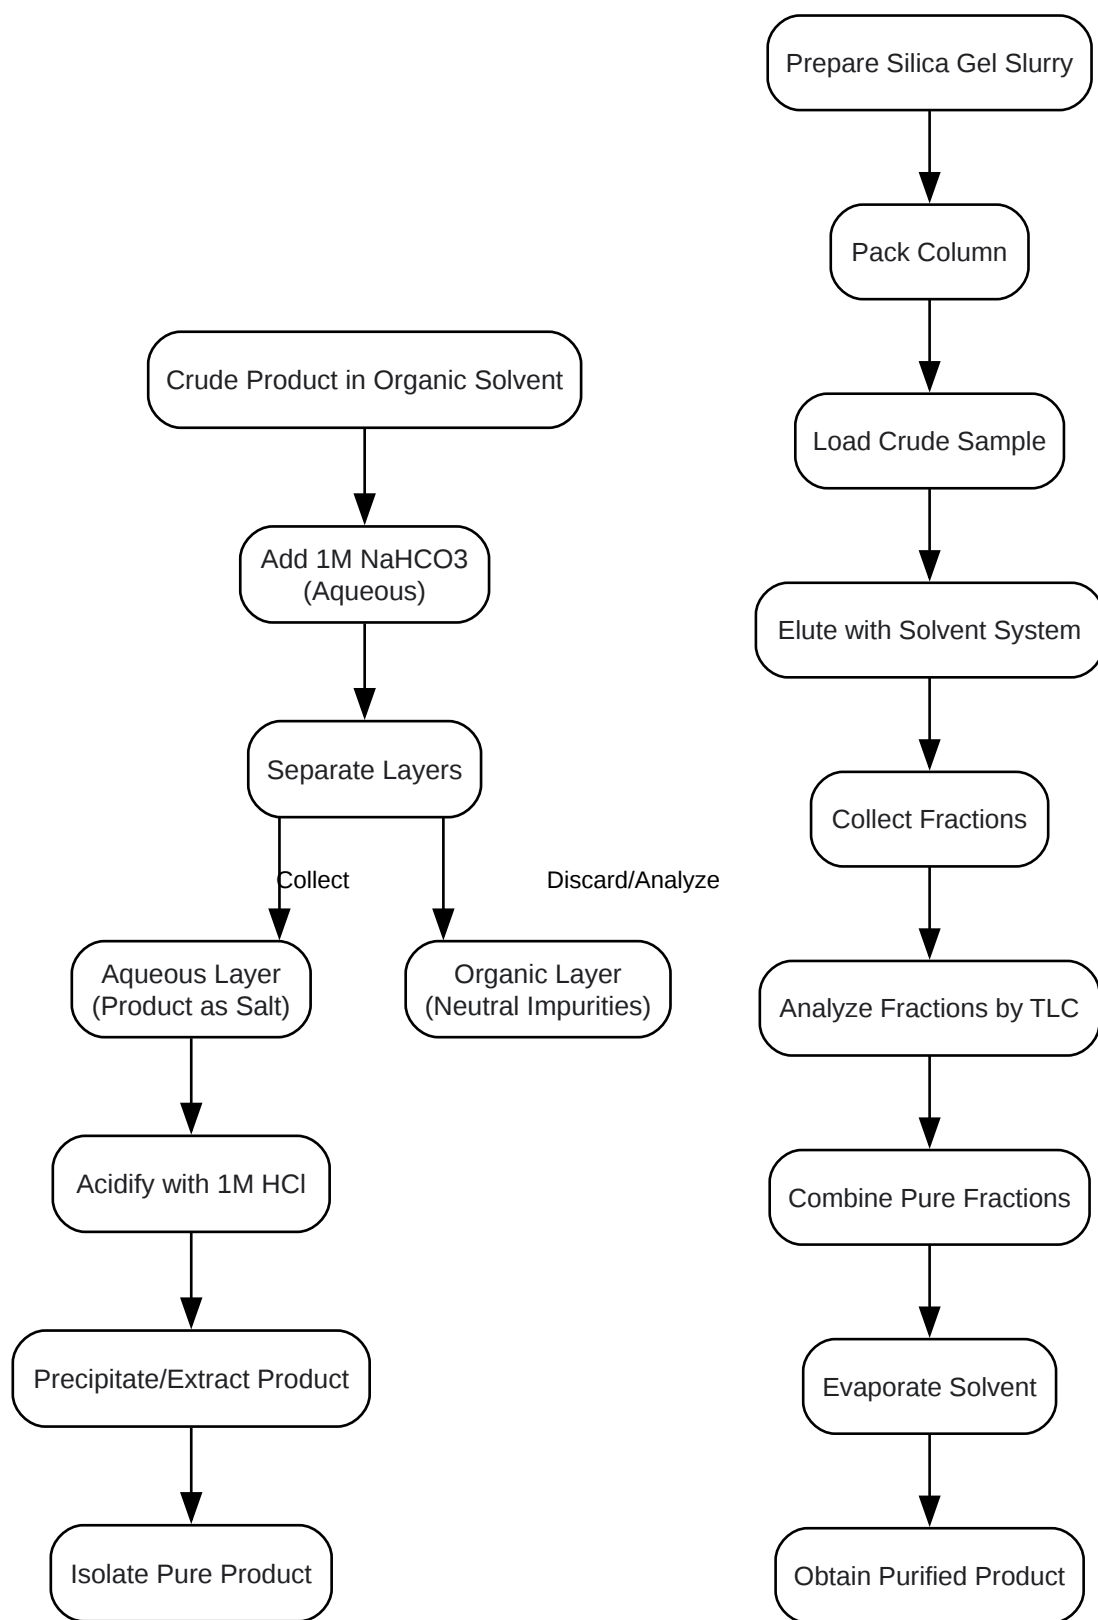 Crude Product in Organic Solvent
Add 1M NaHCO3
(Aqueous)
Separate Layers
Collect
Discard/Analyze
Aqueous Layer
(Product as Salt)
Organic Layer
(Neutral Impurities)
Acidify with 1M HCl
Precipitate/Extract Product
Isolate Pure Product
Prepare Silica Gel Slurry
Pack Column
Load Crude Sample
Elute with Solvent System
Collect Fractions
Analyze Fractions by TLC
Combine Pure Fractions
Evaporate Solvent
Obtain Purified Product